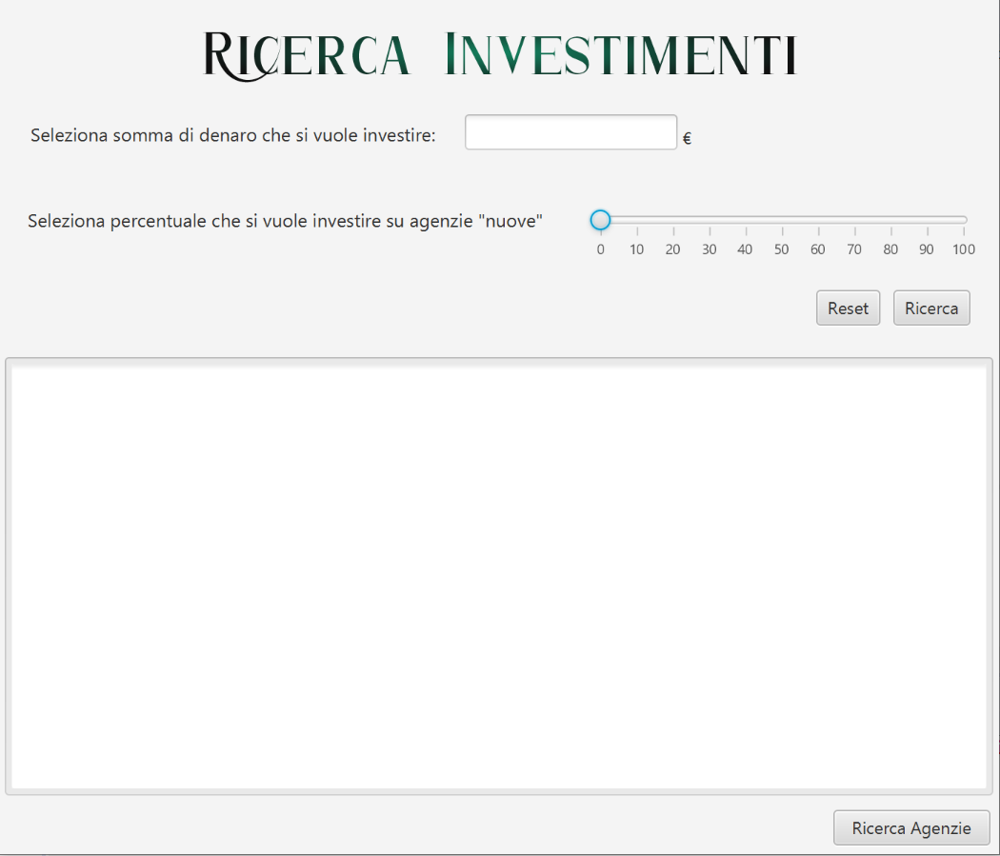 Ricerca Investimenti
Seleziona somma di denaro che si vuole investire: €
Seleziona percentuale che si vuole investire su agenzie "nuove"
0 10 20 30 40 50 60 70 80 90 100
Reset Ricerca
Ricerca Agenzie